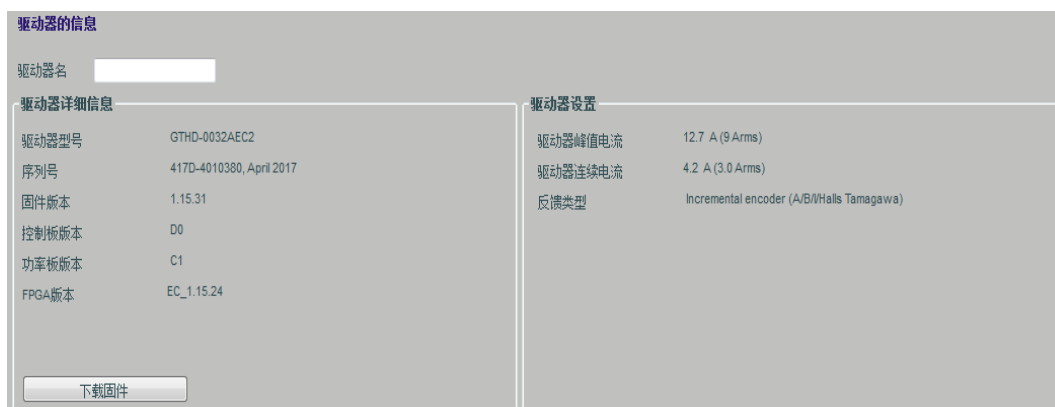 驱动器的信息
驱动器名
驱动器详细信息
驱动器型号 GTHD-0032AEC2
序列号 417D-4010380, April 2017
固件版本 1.15.31
控制板版本 D0
功率板版本 C1
FPGA版本 EC_1.15.24
下载固件
驱动器设置
驱动器峰值电流 12.7 A (9 Arms)
驱动器连续电流 4.2 A (3.0 Arms)
反馈类型 Incremental encoder (A/B/I/Halls Tamagawa)